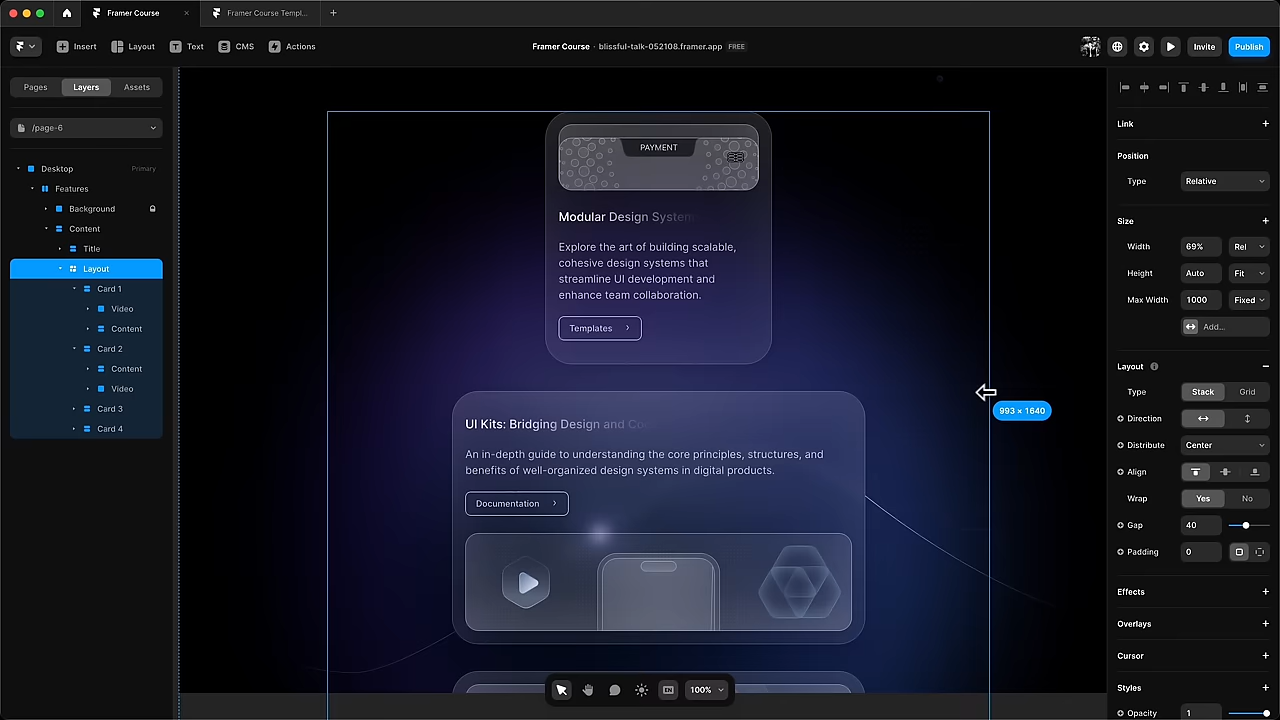 Framer Course
Framer Course Templ...
Insert
Layout
Text
CMS
Actions
Framer Course · blissful-talk-052108.framer.app FREE
Invite
Publish
Pages
Layers
Assets
/page-6
Desktop
Primary
Features
Background
Content
Title
Layout
Card 1
Video
Content
Card 2
Content
Video
Card 3
Card 4
PAYMENT
Modular Design System
Explore the art of building scalable,
cohesive design systems that
streamline UI development and
enhance team collaboration.
Templates
UI Kits: Bridging Design and Co
An in-depth guide to understanding the core principles, structures, and
benefits of well-organized design systems in digital products.
Documentation
993 × 1640
EN
100%
Link
Position
Type
Relative
Size
Width
69%
Rel
Height
Auto
Fit
Max Width
1000
Fixed
Add...
Layout
Type
Stack
Grid
Direction
Distribute
Center
Align
Wrap
Yes
No
Gap
40
Padding
0
Effects
Overlays
Cursor
Styles
Opacity
1